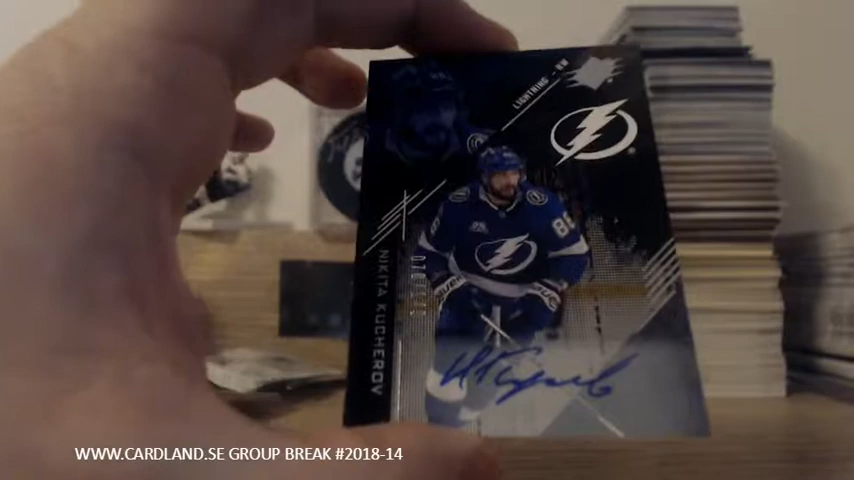 LIGHTNING - RW
NIKITA KUCHEROV
WWW.CARDLAND.SE GROUP BREAK #2018-14